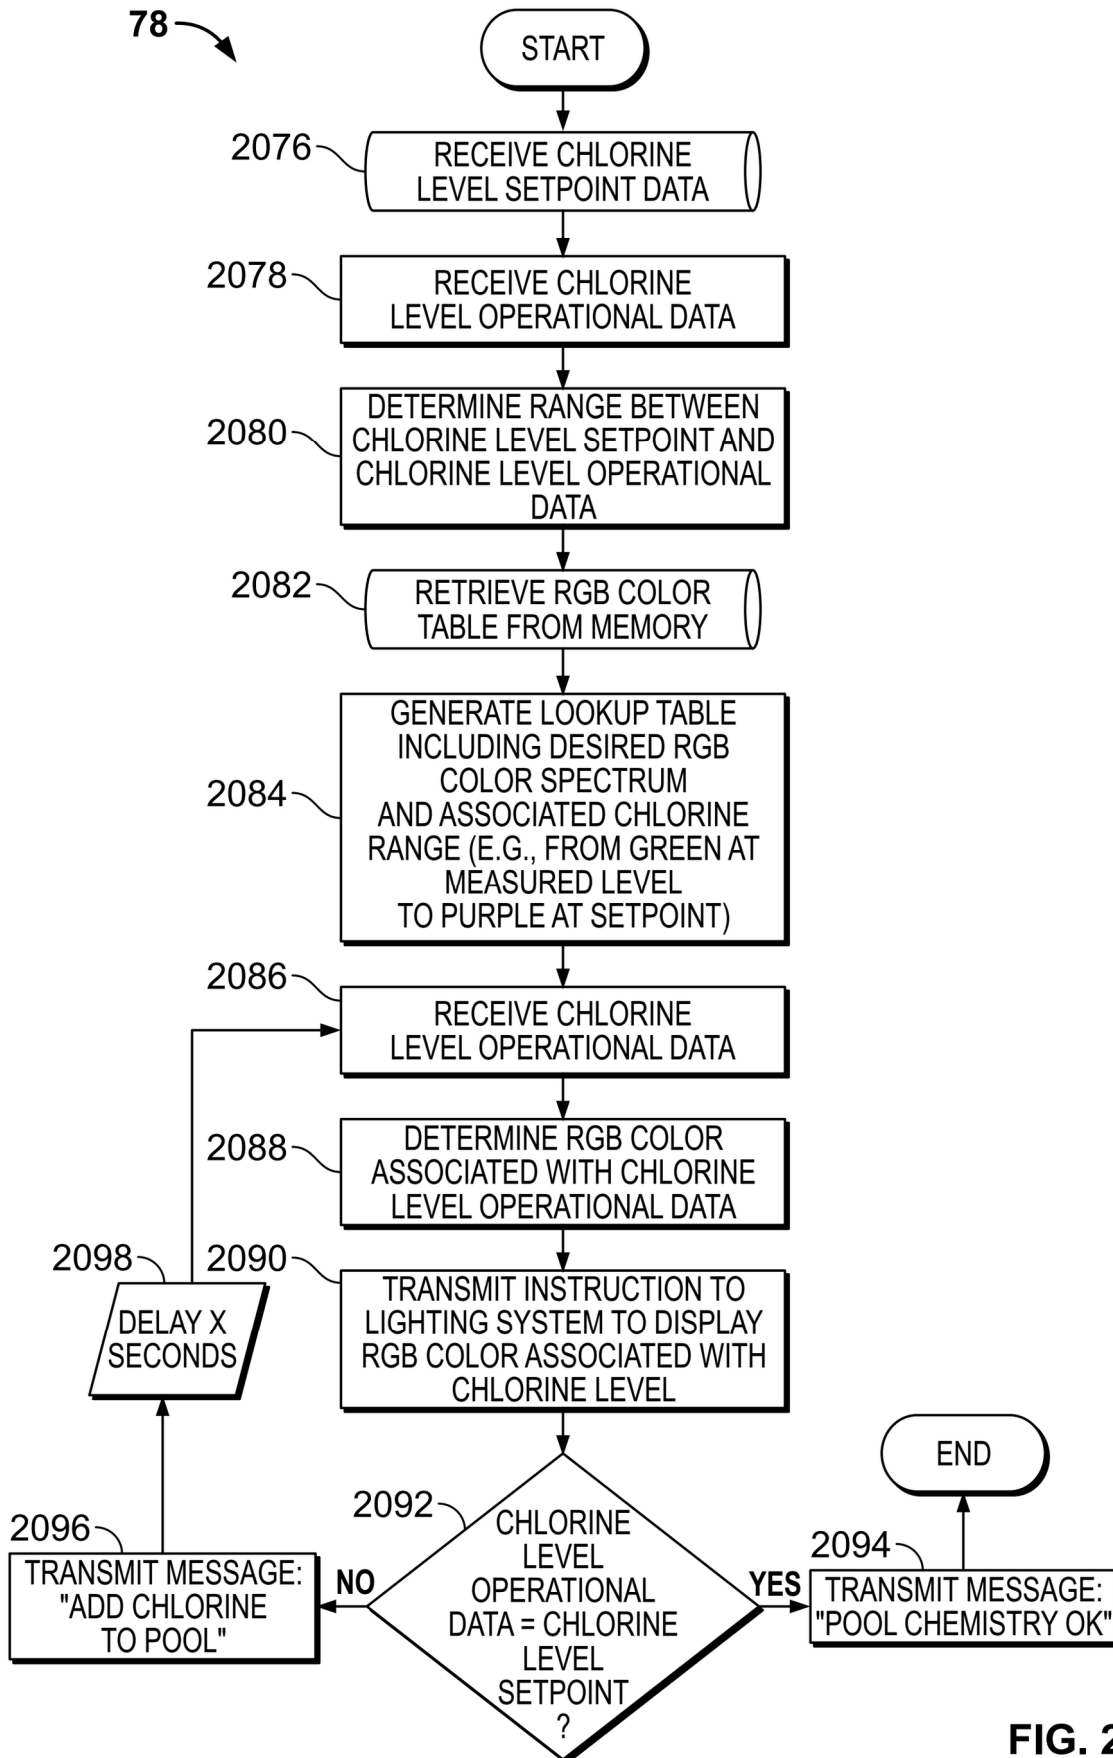 78
START
2076
RECEIVE CHLORINE
LEVEL SETPOINT DATA
2078
RECEIVE CHLORINE
LEVEL OPERATIONAL DATA
2080
DETERMINE RANGE BETWEEN
CHLORINE LEVEL SETPOINT AND
CHLORINE LEVEL OPERATIONAL
DATA
2082
RETRIEVE RGB COLOR
TABLE FROM MEMORY
2084
GENERATE LOOKUP TABLE
INCLUDING DESIRED RGB
COLOR SPECTRUM
AND ASSOCIATED CHLORINE
RANGE (E.G., FROM GREEN AT
MEASURED LEVEL
TO PURPLE AT SETPOINT)
2086
RECEIVE CHLORINE
LEVEL OPERATIONAL DATA
2088
DETERMINE RGB COLOR
ASSOCIATED WITH CHLORINE
LEVEL OPERATIONAL DATA
2090
TRANSMIT INSTRUCTION TO
LIGHTING SYSTEM TO DISPLAY
RGB COLOR ASSOCIATED WITH
CHLORINE LEVEL
2092
CHLORINE
LEVEL
OPERATIONAL
DATA = CHLORINE
LEVEL
SETPOINT
?
NO
2096
TRANSMIT MESSAGE:
"ADD CHLORINE
TO POOL"
2098
DELAY X
SECONDS
YES
2094
TRANSMIT MESSAGE:
"POOL CHEMISTRY OK"
END
FIG. 2